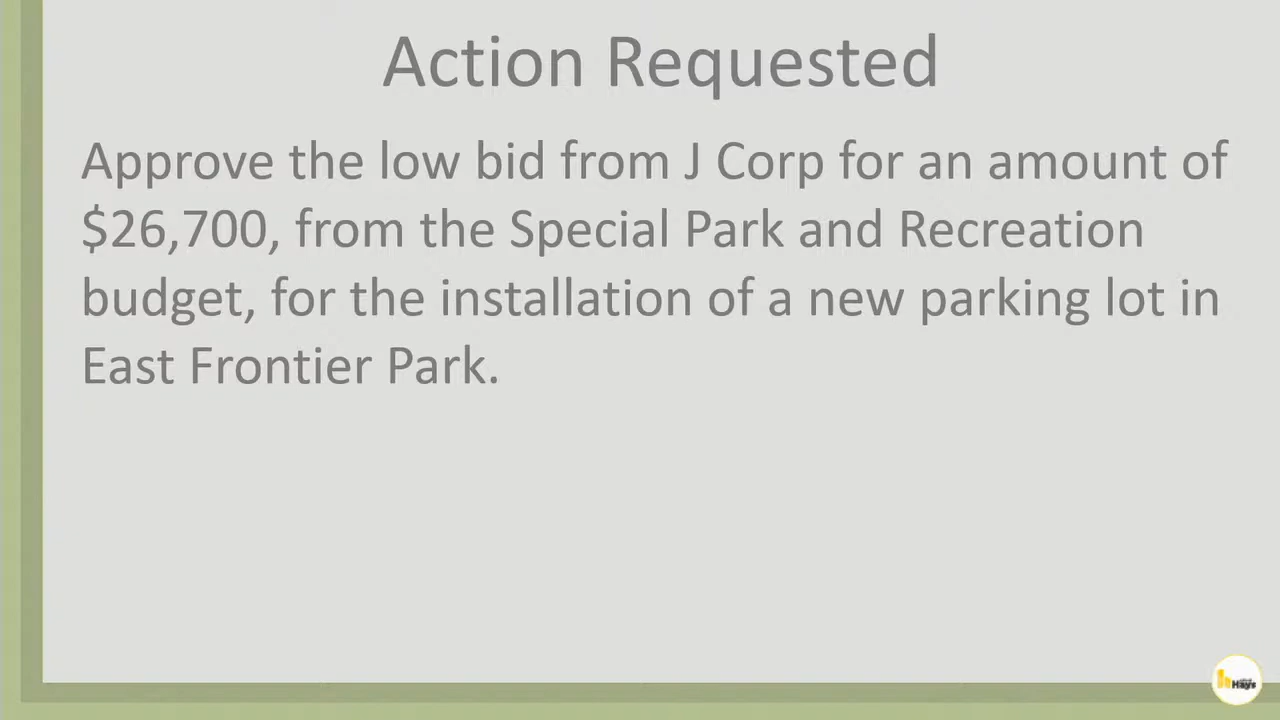 Action Requested
Approve the low bid from J Corp for an amount of
$26,700, from the Special Park and Recreation
budget, for the installation of a new parking lot in
East Frontier Park.
Hays